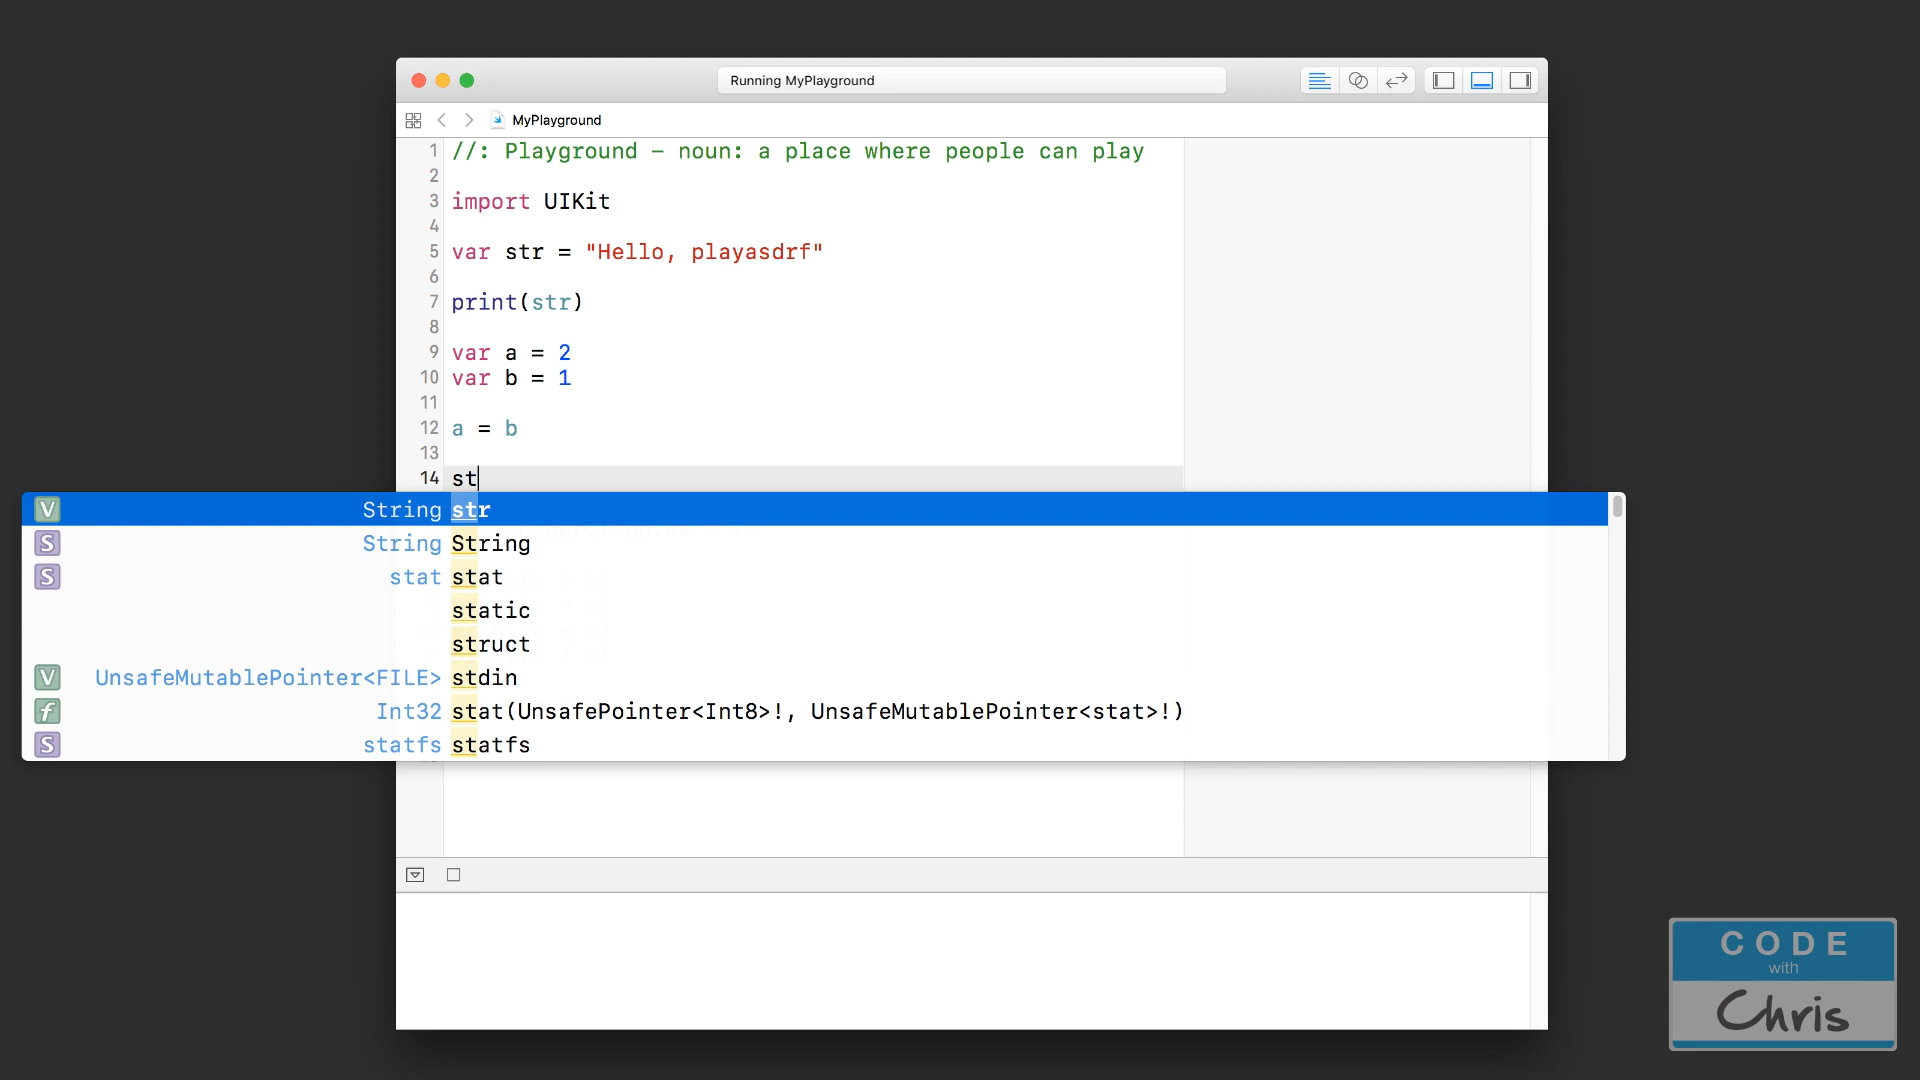 Running MyPlayground
MyPlayground
1 //: Playground – noun: a place where people can play
2
3 import UIKit
4
5 var str = "Hello, playasdrf"
6
7 print(str)
8
9 var a = 2
10 var b = 1
11
12 a = b
13
14 st
V String str
S String String
S stat stat
static
struct
V UnsafeMutablePointer<FILE> stdin
f Int32 stat(UnsafePointer<Int8>!, UnsafeMutablePointer<stat>!)
S statfs statfs
CODE
with
Chris